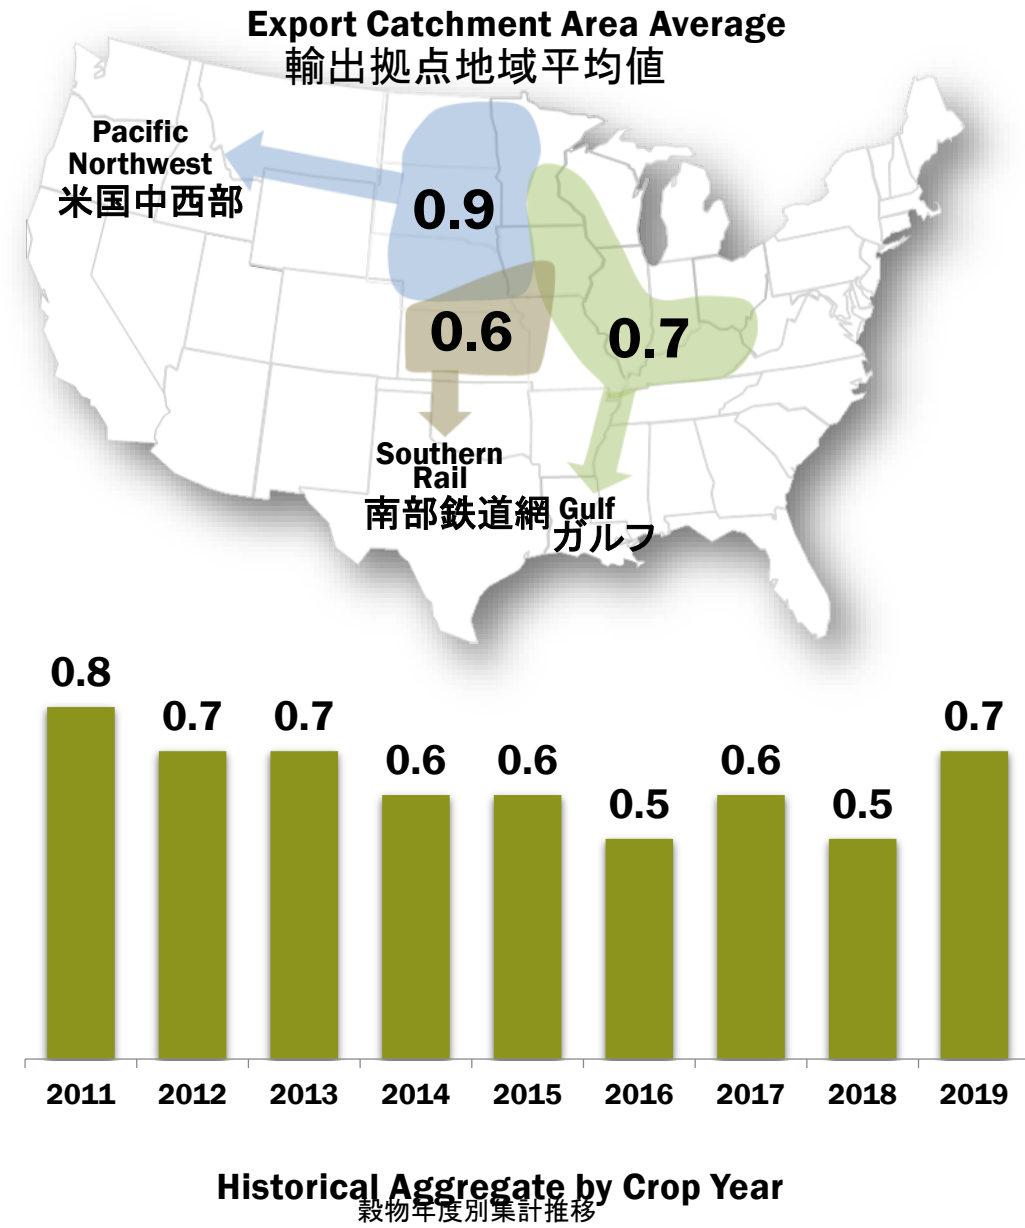 Export Catchment Area Average
輸出拠点地域平均値
Pacific
Northwest
米国中西部
0.9
0.6
0.7
Southern
Rail
南部鉄道網
Gulf
ガルフ
0.8
0.7
0.7
0.6
0.6
0.5
0.6
0.5
0.7
2011
2012
2013
2014
2015
2016
2017
2018
2019
Historical Aggregate by Crop Year
穀物年度別集計推移